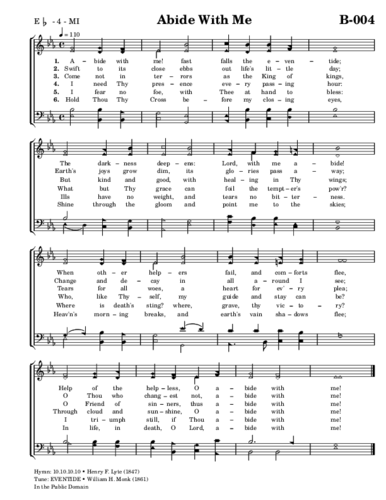 E♭ - 4 - MI
Abide With Me
B-004
♩ = 110
1. A – bide with me! fast falls the e – ven – tide;
2. Swift to its close ebbs out life's lit – tle day;
3. Come not in ter – rors as the King of kings,
4. I need Thy pres – ence eve – ry pass – ing hour:
5. I fear no foe, with Thee at hand to bless:
6. Hold Thou Thy Cross be – fore my clos – ing eyes,
The dark – ness deep – ens: Lord, with me a – bide!
Earth's joys grow dim, its glo – ries pass a – way;
But kind and good, with heal – ing in Thy wings;
What but Thy grace can foil the tempt – er's pow'r?
Ills have no weight, and tears no bit – ter – ness.
Shine through the gloom and point me to the skies;
When oth – er help – ers fail, and com – forts flee,
Change and de – cay in all a – round I see;
Tears for all woes, a heart for ev' – ry plea;
Who, like Thy – self, my guide and stay can be?
Where is death's sting? where, grave, thy vic – to – ry?
Heav'n's morn – ing breaks, and earth's vain sha – dows flee;
Help of the help – less, O a – bide with me!
O Thou who chang – est not, a – bide with me!
O Friend of sin – ners, thus a – bide with me!
Through cloud and sun – shine, O a – bide with me!
I tri – umph still, if Thou a – bide with me!
In life, in death, O Lord, a – bide with me!
Hymn: 10.10.10.10 • Henry F. Lyte (1847)
Tune: EVENTIDE • William H. Monk (1861)
In the Public Domain